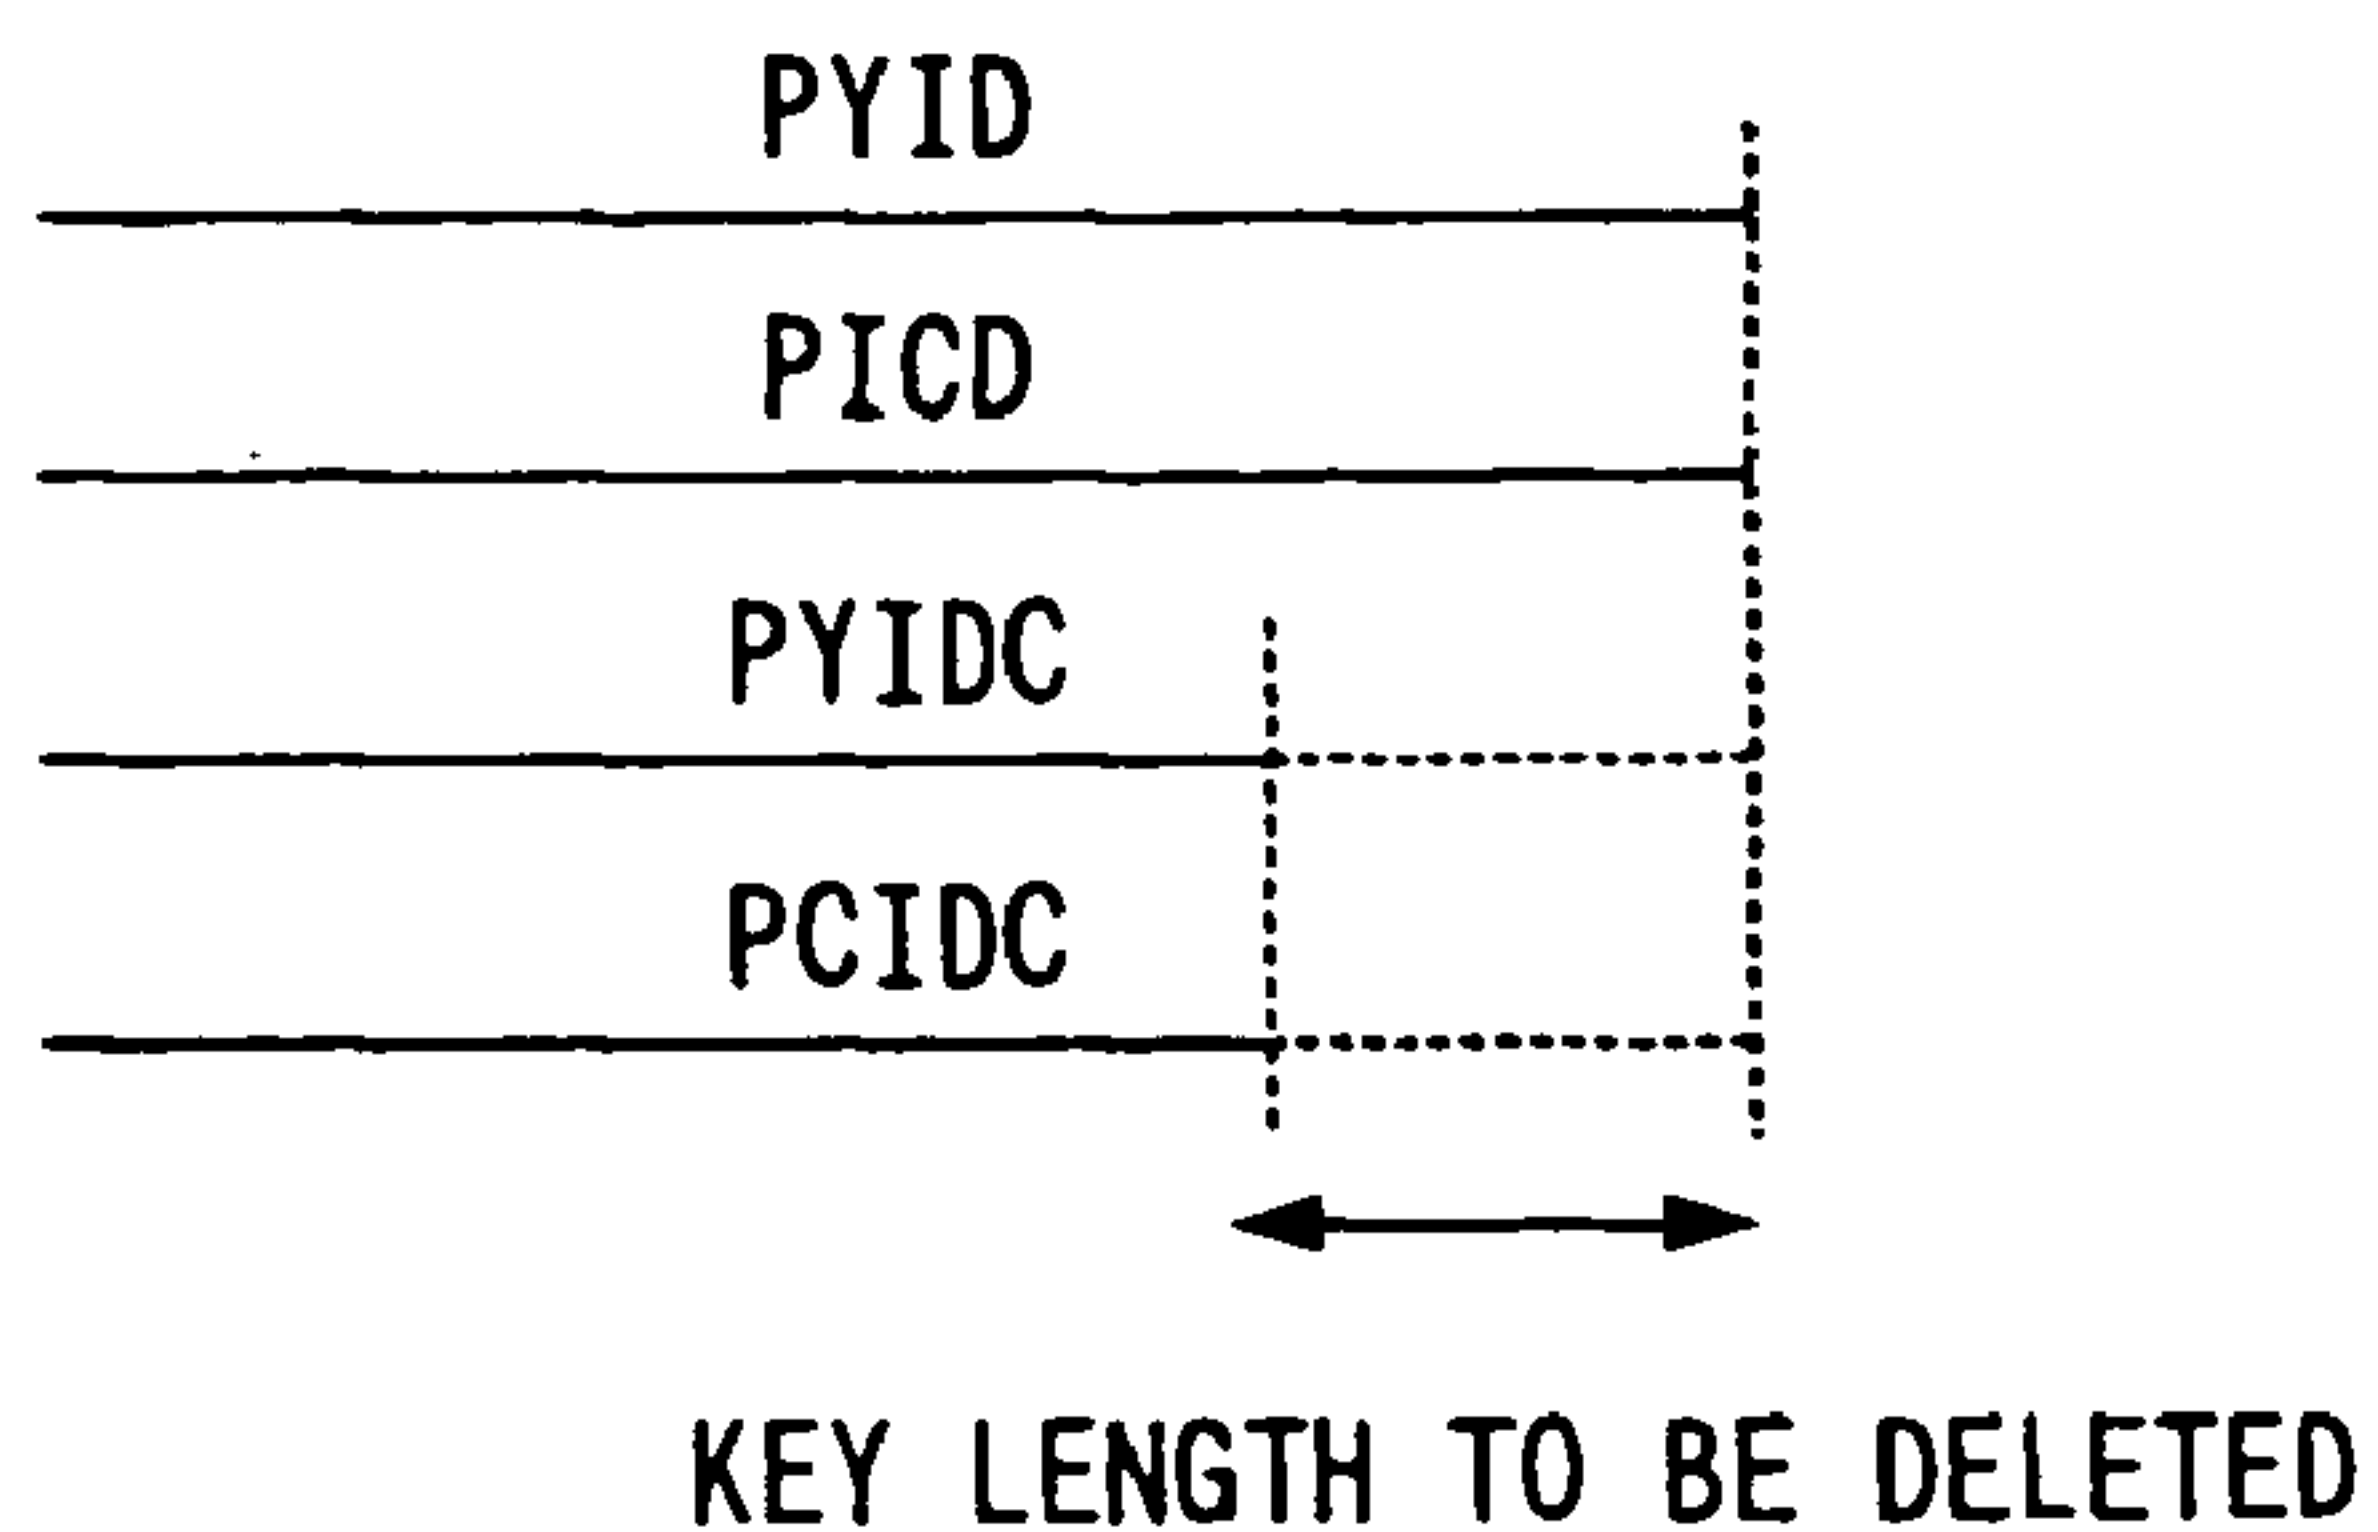 PYID
PICD
PYIDC
PCIDC
KEY LENGTH TO BE DELETED